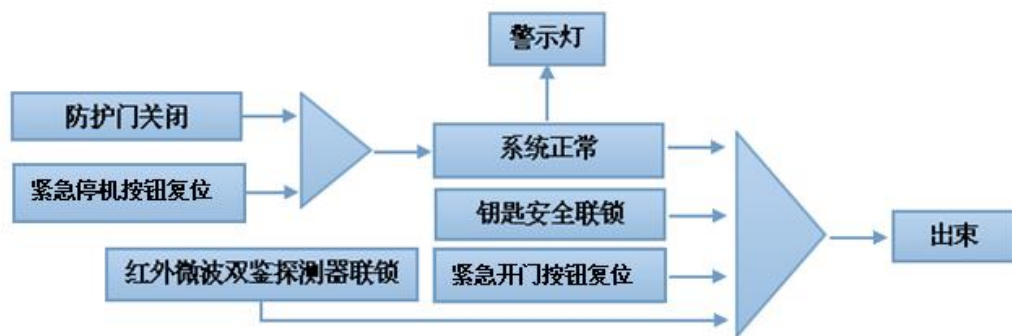 警示灯
防护门关闭
系统正常
紧急停机按钮复位
钥匙安全联锁
出束
红外微波双鉴探测器联锁
紧急开门按钮复位